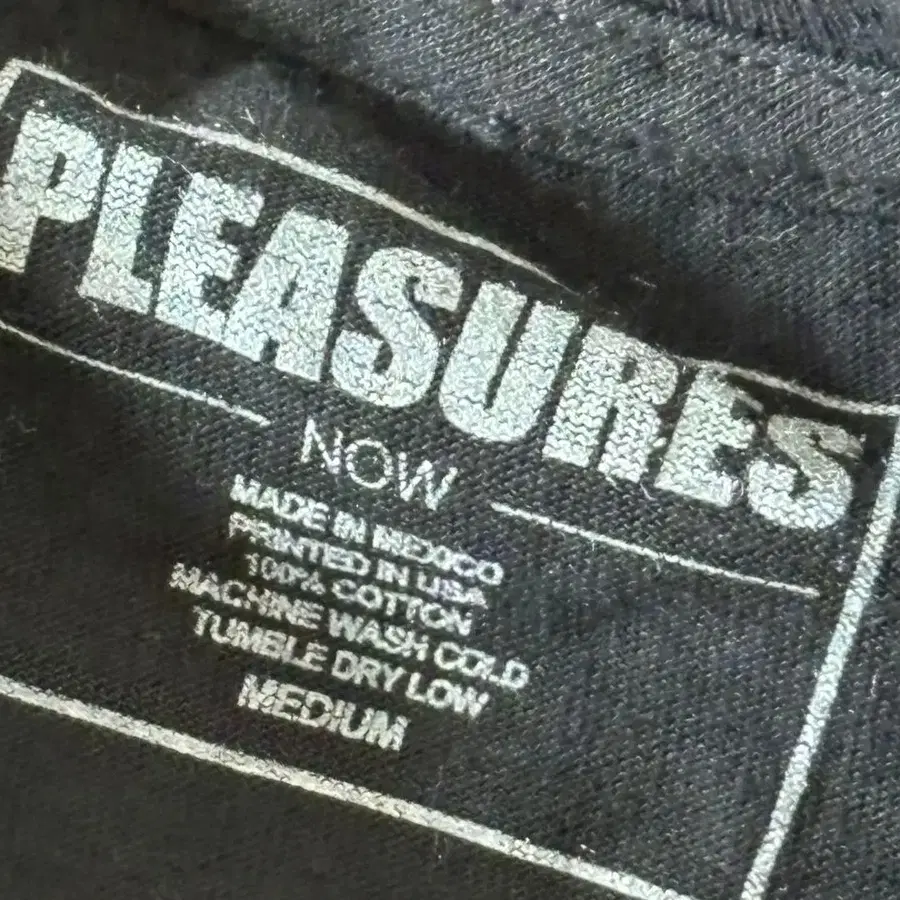 PLEASURES
NOW
MADE IN MEXICO
PRINTED IN USA
100% COTTON
MACHINE WASH COLD
TUMBLE DRY LOW
MEDIUM